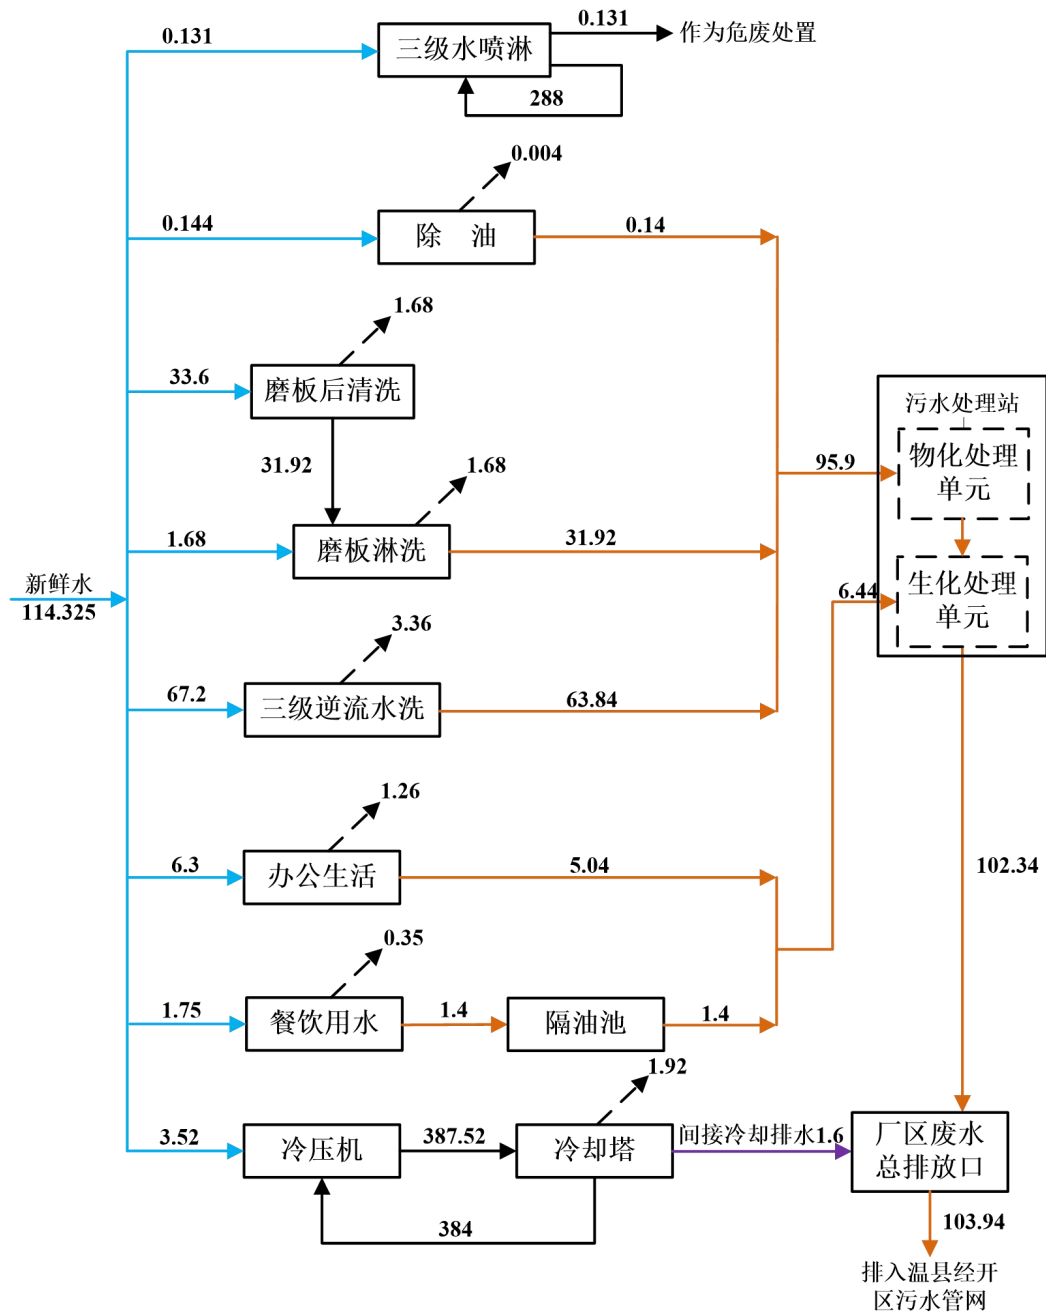 0.131
三级水喷淋
0.131
作为危废处置
288
0.004
0.144
除 油
0.14
1.68
33.6
磨板后清洗
31.92
1.68
1.68
磨板淋洗
31.92
新鲜水
114.325
3.36
67.2
三级逆流水洗
63.84
95.9
污水处理站
物化处理
单元
6.44
生化处理
单元
1.26
6.3
办公生活
5.04
102.34
0.35
1.75
餐饮用水
1.4
隔油池
1.4
1.92
3.52
冷压机
387.52
冷却塔
间接冷却排水1.6
厂区废水
总排放口
384
103.94
排入温县经开
区污水管网